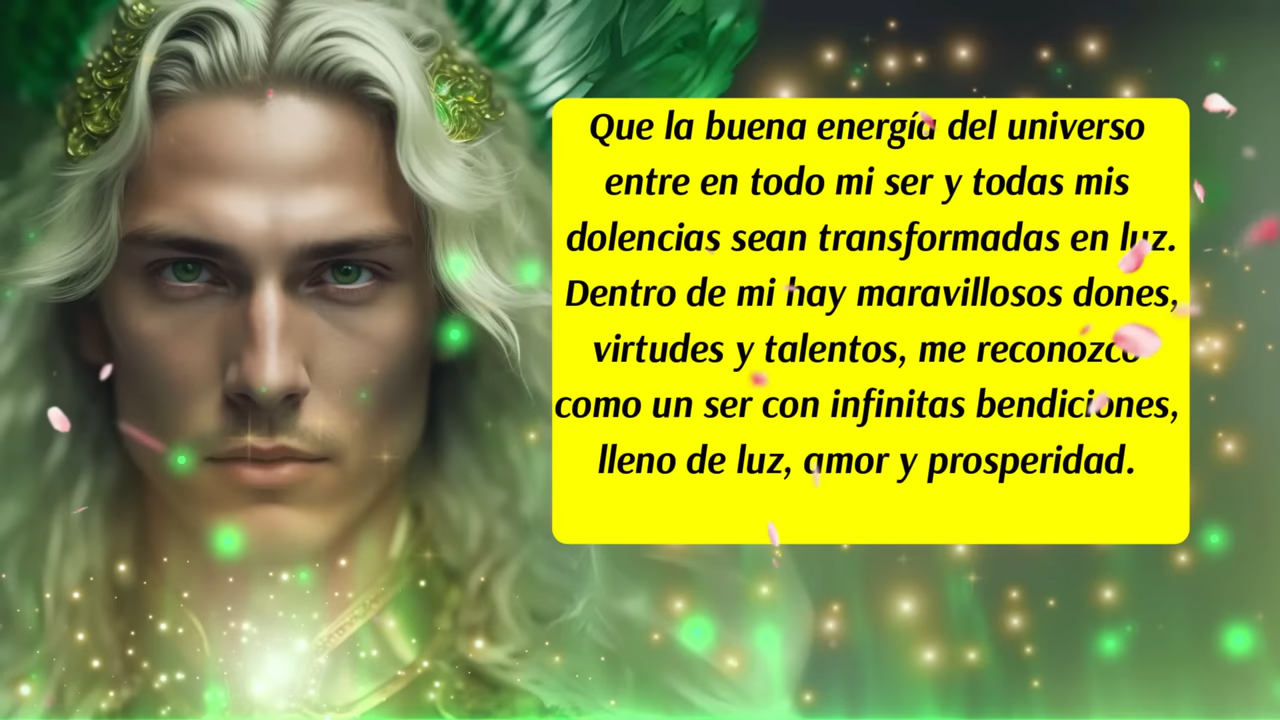 Que la buena energía del universo
entre en todo mi ser y todas mis
dolencias sean transformadas en luz.
Dentro de mi hay maravillosos dones,
virtudes y talentos, me reconozco
como un ser con infinitas bendiciones,
lleno de luz, amor y prosperidad.